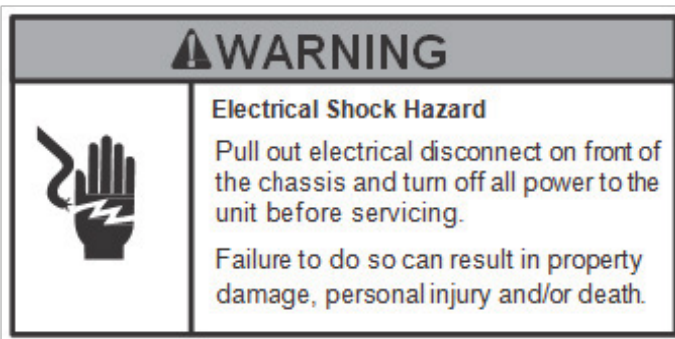 WARNING
Electrical Shock Hazard
Pull out electrical disconnect on front of
the chassis and turn off all power to the
unit before servicing.
Failure to do so can result in property
damage, personal injury and/or death.